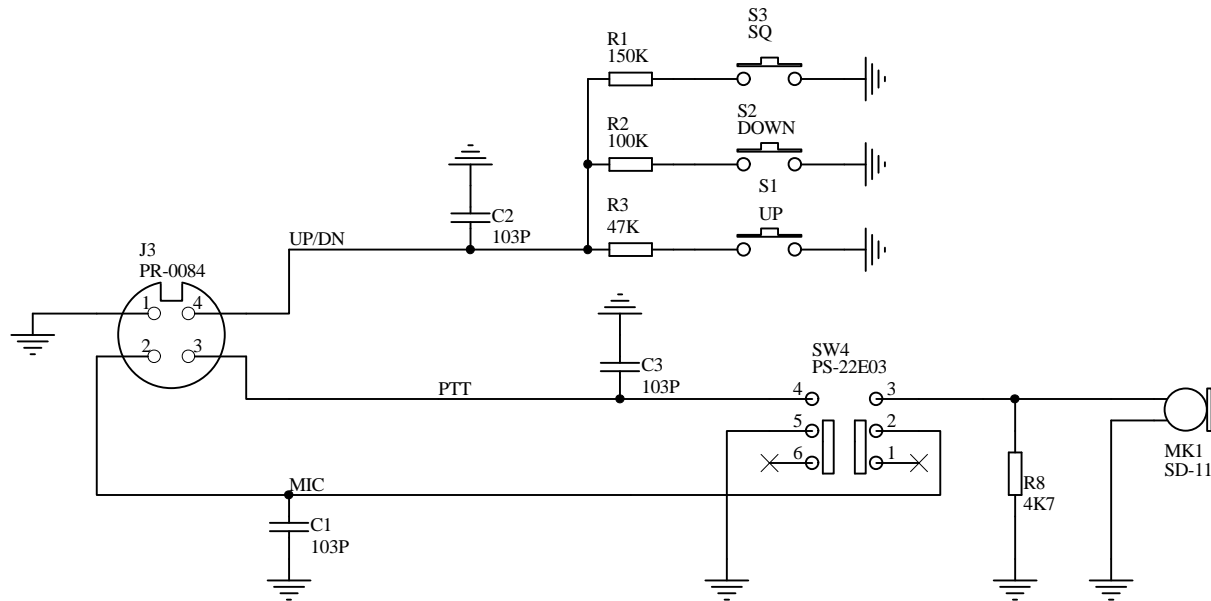 S3
SQ
R1
150K
S2
DOWN
R2
100K
S1
UP
R3
47K
C2
103P
UP/DN
J3
PR-0084
1
4
2
3
C3
103P
PTT
SW4
PS-22E03
4
3
5
2
6
1
MK1
SD-11
R8
4K7
MIC
C1
103P